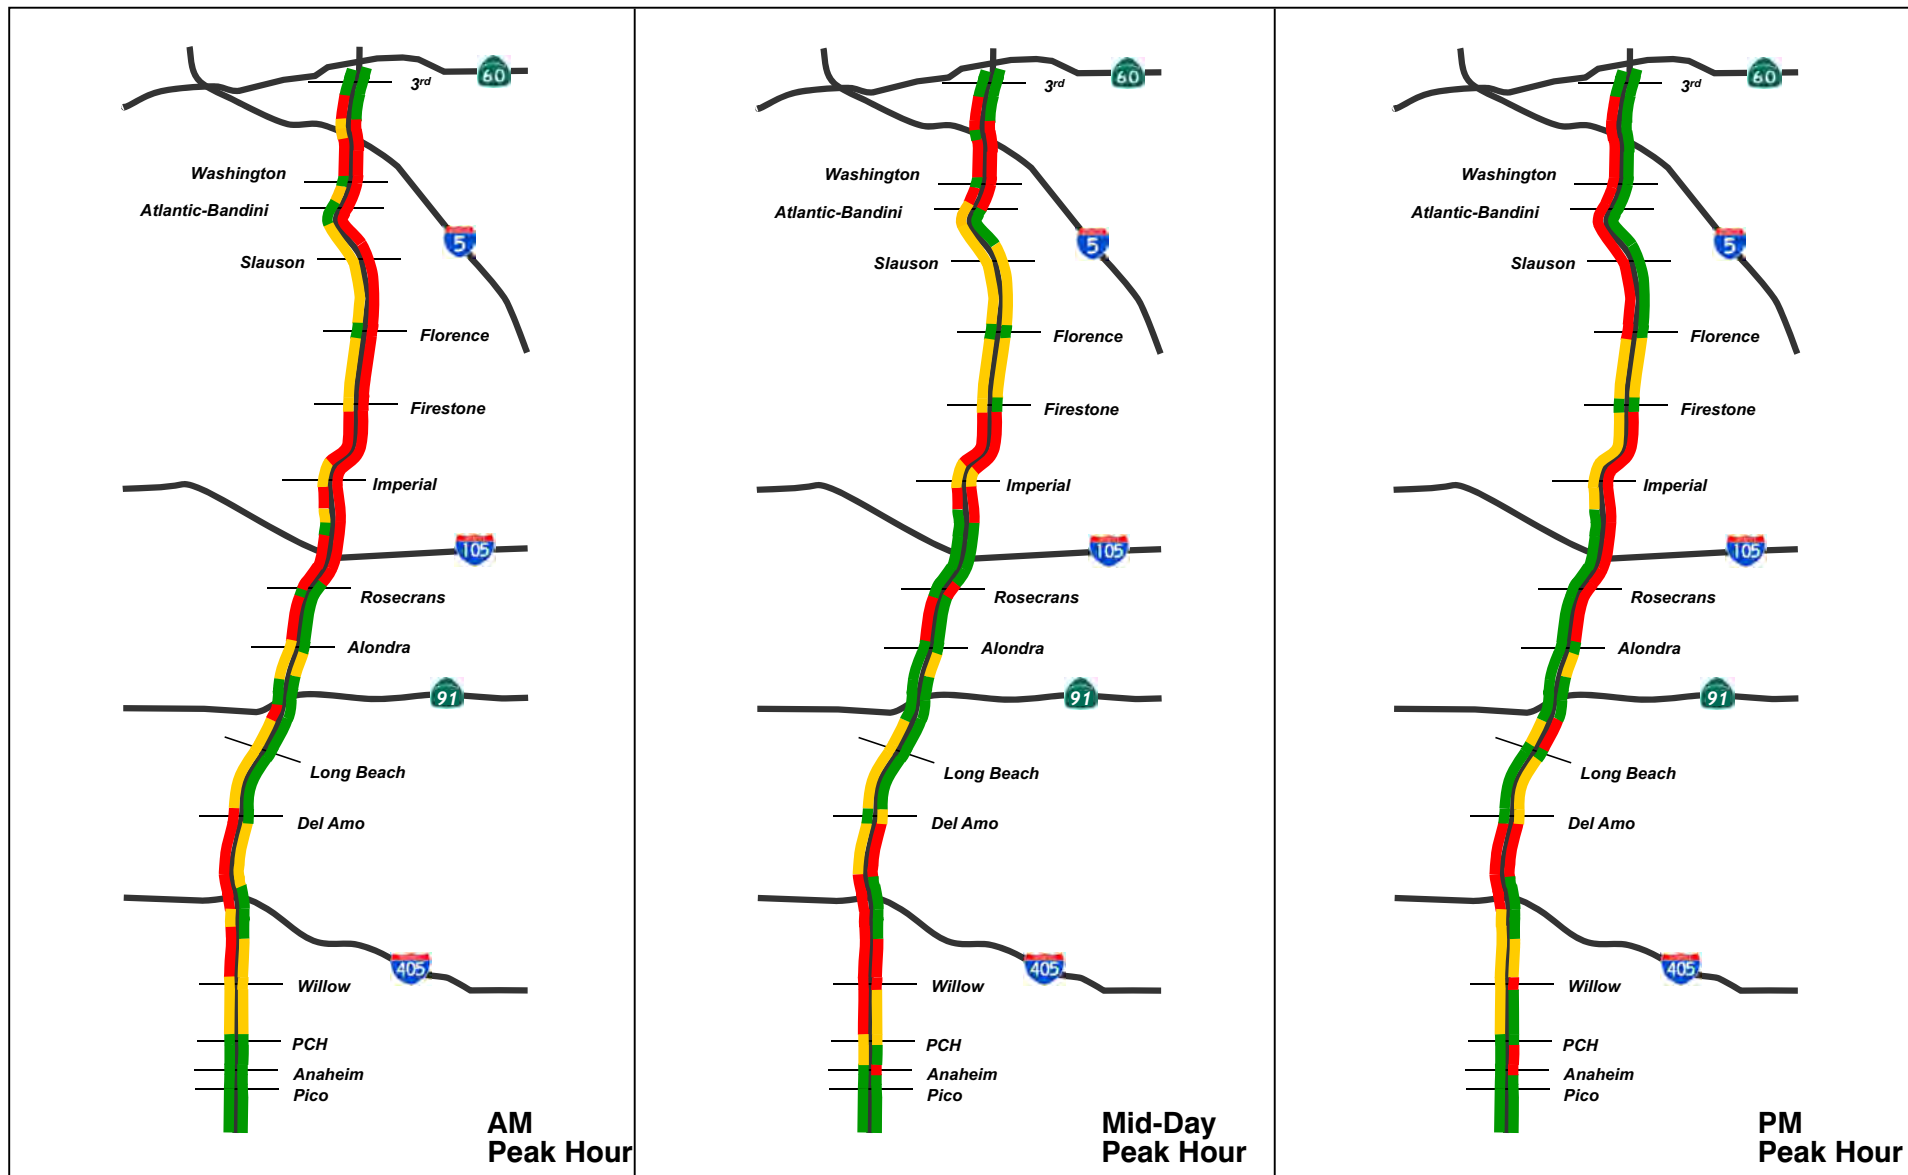 60
3rd
Washington
Atlantic-Bandini
5
Slauson
Florence
Firestone
Imperial
105
Rosecrans
Alondra
91
Long Beach
Del Amo
405
Willow
PCH
Anaheim
Pico
AM
Peak Hour
60
3rd
Washington
Atlantic-Bandini
5
Slauson
Florence
Firestone
Imperial
105
Rosecrans
Alondra
91
Long Beach
Del Amo
405
Willow
PCH
Anaheim
Pico
Mid-Day
Peak Hour
60
3rd
Washington
Atlantic-Bandini
5
Slauson
Florence
Firestone
Imperial
105
Rosecrans
Alondra
91
Long Beach
Del Amo
405
Willow
PCH
Anaheim
Pico
PM
Peak Hour